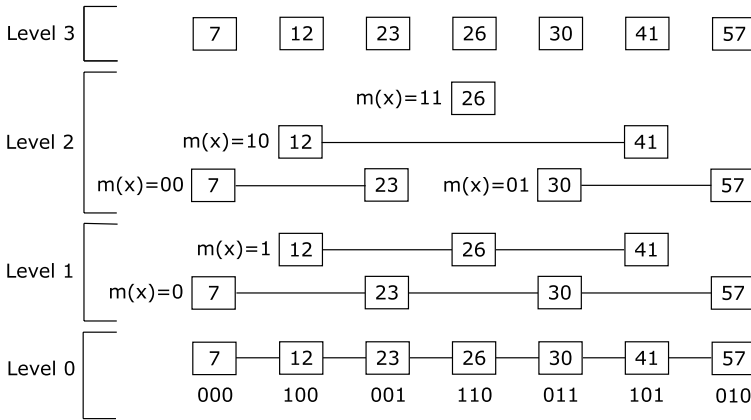 Level 3 7 12 23 26 30 41 57
m(x)=11 26
Level 2 m(x)=10 12 41
m(x)=00 7 23 m(x)=01 30 57
m(x)=1 12 26 41
Level 1
m(x)=0 7 23 30 57
Level 0 7 12 23 26 30 41 57
000 100 001 110 011 101 010